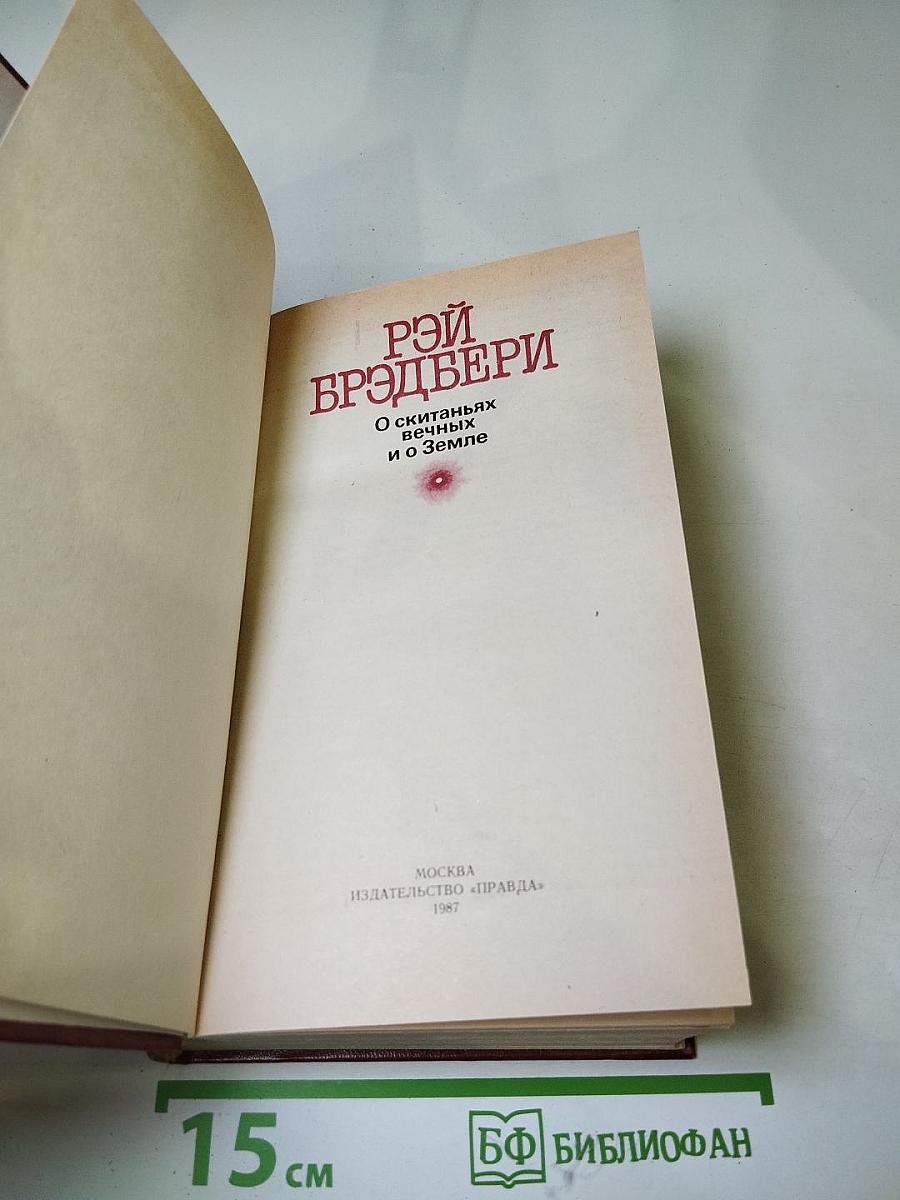 РЭЙ
БРЭДБЕРИ
О скитаньях
вечных
и о Земле
МОСКВА
ИЗДАТЕЛЬСТВО «ПРАВДА»
1987
15 см
БФ БИБЛИОФАН